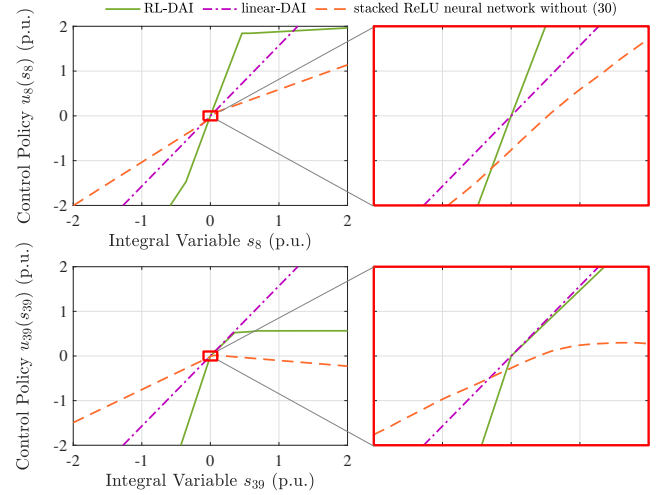 RL-DAI linear-DAI stacked ReLU neural network without (30)
Control Policy u₈(s₈) (p.u.)
2
1
0
-1
-2
-2 -1 0 1 2
Integral Variable s₈ (p.u.)
Control Policy u₃₉(s₃₉) (p.u.)
2
1
0
-1
-2
-2 -1 0 1 2
Integral Variable s₃₉ (p.u.)